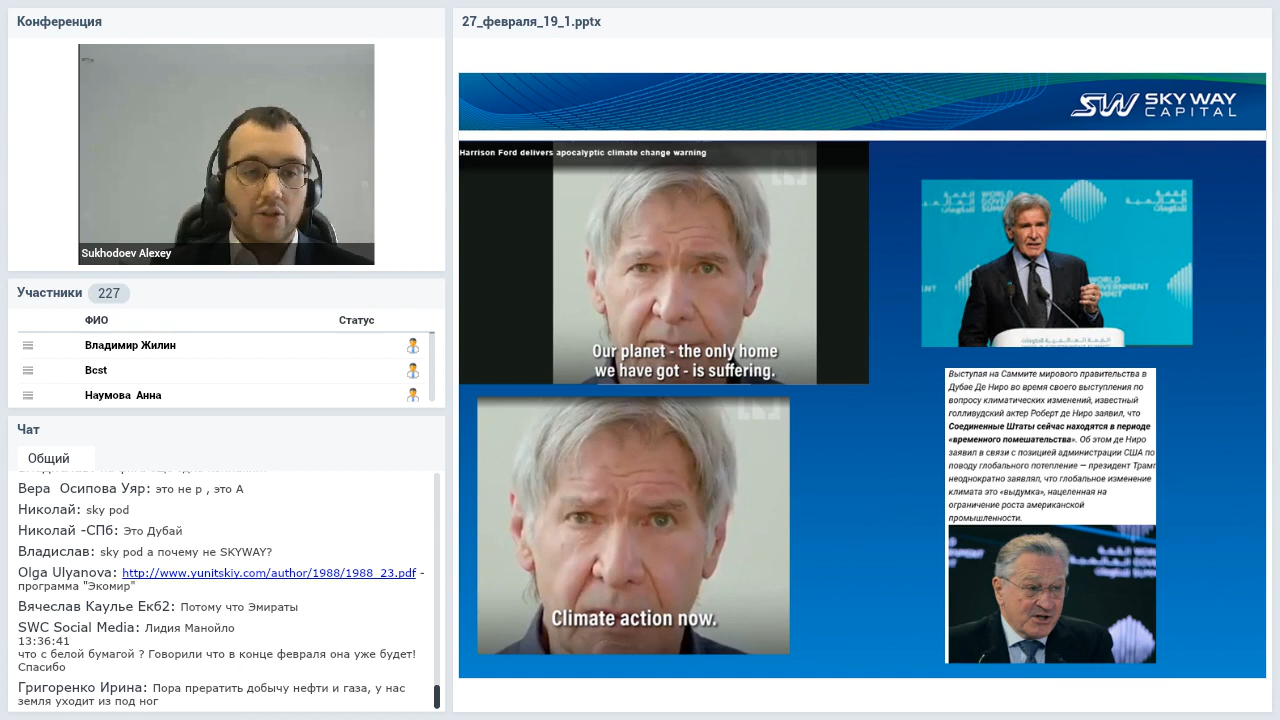 Конференция
Sukhodoev Alexey
Участники 227
ФИО Статус
Владимир Жилин
Bcst
Наумова Анна
Чат
Общий
Вера Осипова Уяр: это не р , это А
Николай: sky pod
Николай -СПб: Это Дубай
Владислав: sky pod а почему не SKYWAY?
Olga Ulyanova: http://www.yunitskiy.com/author/1988/1988_23.pdf -
программа "Экомир"
Вячеслав Каулье Екб2: Потому что Эмираты
SWC Social Media: Лидия Манойло
13:36:41
что с белой бумагой ? Говорили что в конце февраля она уже будет!
Спасибо
Григоренко Ирина: Пора прератить добычу нефти и газа, у нас
земля уходит из под ног
27_февраля_19_1.pptx
SW SKY WAY
CAPITAL
Harrison Ford delivers apocalyptic climate change warning
Our planet - the only home
we have got - is suffering.
Climate action now.
WORLD
GOVERNMENT
SUMMIT
Выступая на Саммите мирового правительства в
Дубае Де Ниро во время своего выступления по
вопросу климатических изменений, известный
голливудский актер Роберт де Ниро заявил, что
Соединенные Штаты сейчас находятся в периоде
«временного помешательства». Об этом де Ниро
заявил в связи с позицией администрации США по
поводу глобального потепление — президент Трамп
неоднократно заявлял, что глобальное изменение
климата это «выдумка», нацеленная на
ограничение роста американской
промышленности.